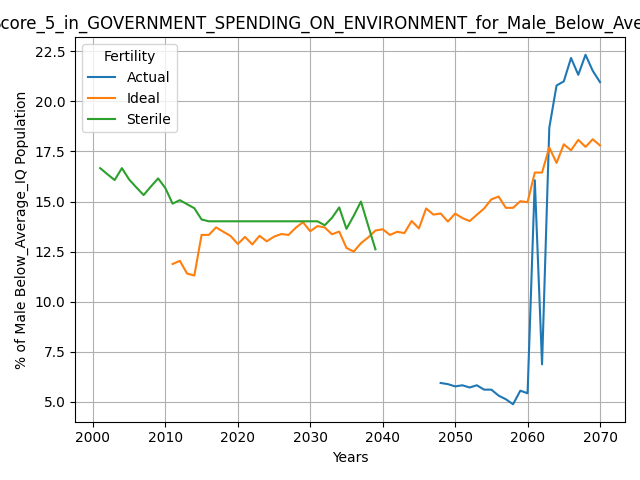 core_5_in_GOVERNMENT_SPENDING_ON_ENVIRONMENT_for_Male_Below_Ave
Fertility
Actual
Ideal
Sterile
% of Male Below_Average_IQ Population
22.5
20.0
17.5
15.0
12.5
10.0
7.5
5.0
2000 2010 2020 2030 2040 2050 2060 2070
Years